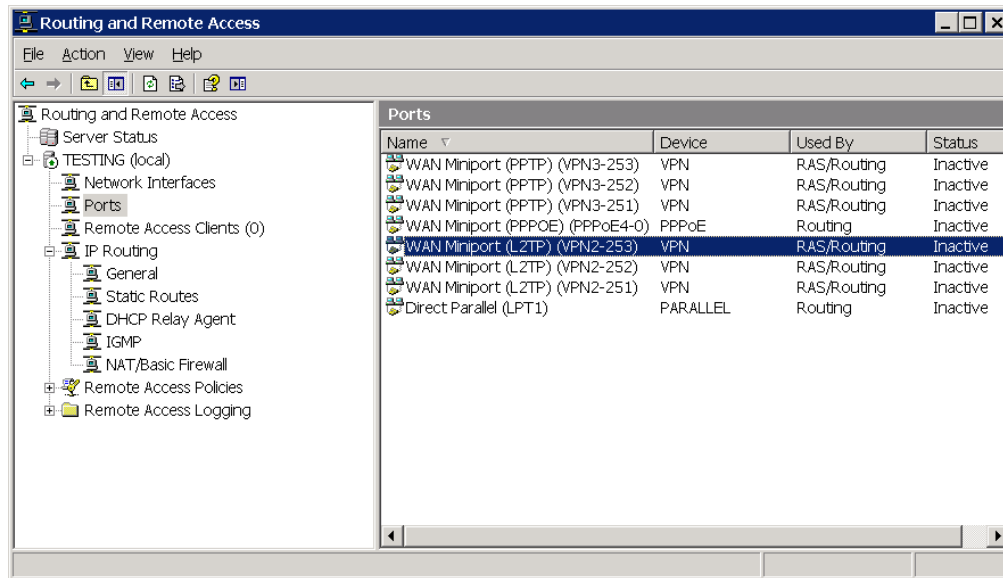 Routing and Remote Access
File Action View Help
Routing and Remote Access
Server Status
TESTING (local)
Network Interfaces
Ports
Remote Access Clients (0)
IP Routing
General
Static Routes
DHCP Relay Agent
IGMP
NAT/Basic Firewall
Remote Access Policies
Remote Access Logging
Ports
Name Device Used By Status
WAN Miniport (PPTP) (VPN3-253) VPN RAS/Routing Inactive
WAN Miniport (PPTP) (VPN3-252) VPN RAS/Routing Inactive
WAN Miniport (PPTP) (VPN3-251) VPN RAS/Routing Inactive
WAN Miniport (PPPOE) (PPPoE4-0) PPPoE Routing Inactive
WAN Miniport (L2TP) (VPN2-253) VPN RAS/Routing Inactive
WAN Miniport (L2TP) (VPN2-252) VPN RAS/Routing Inactive
WAN Miniport (L2TP) (VPN2-251) VPN RAS/Routing Inactive
Direct Parallel (LPT1) PARALLEL Routing Inactive